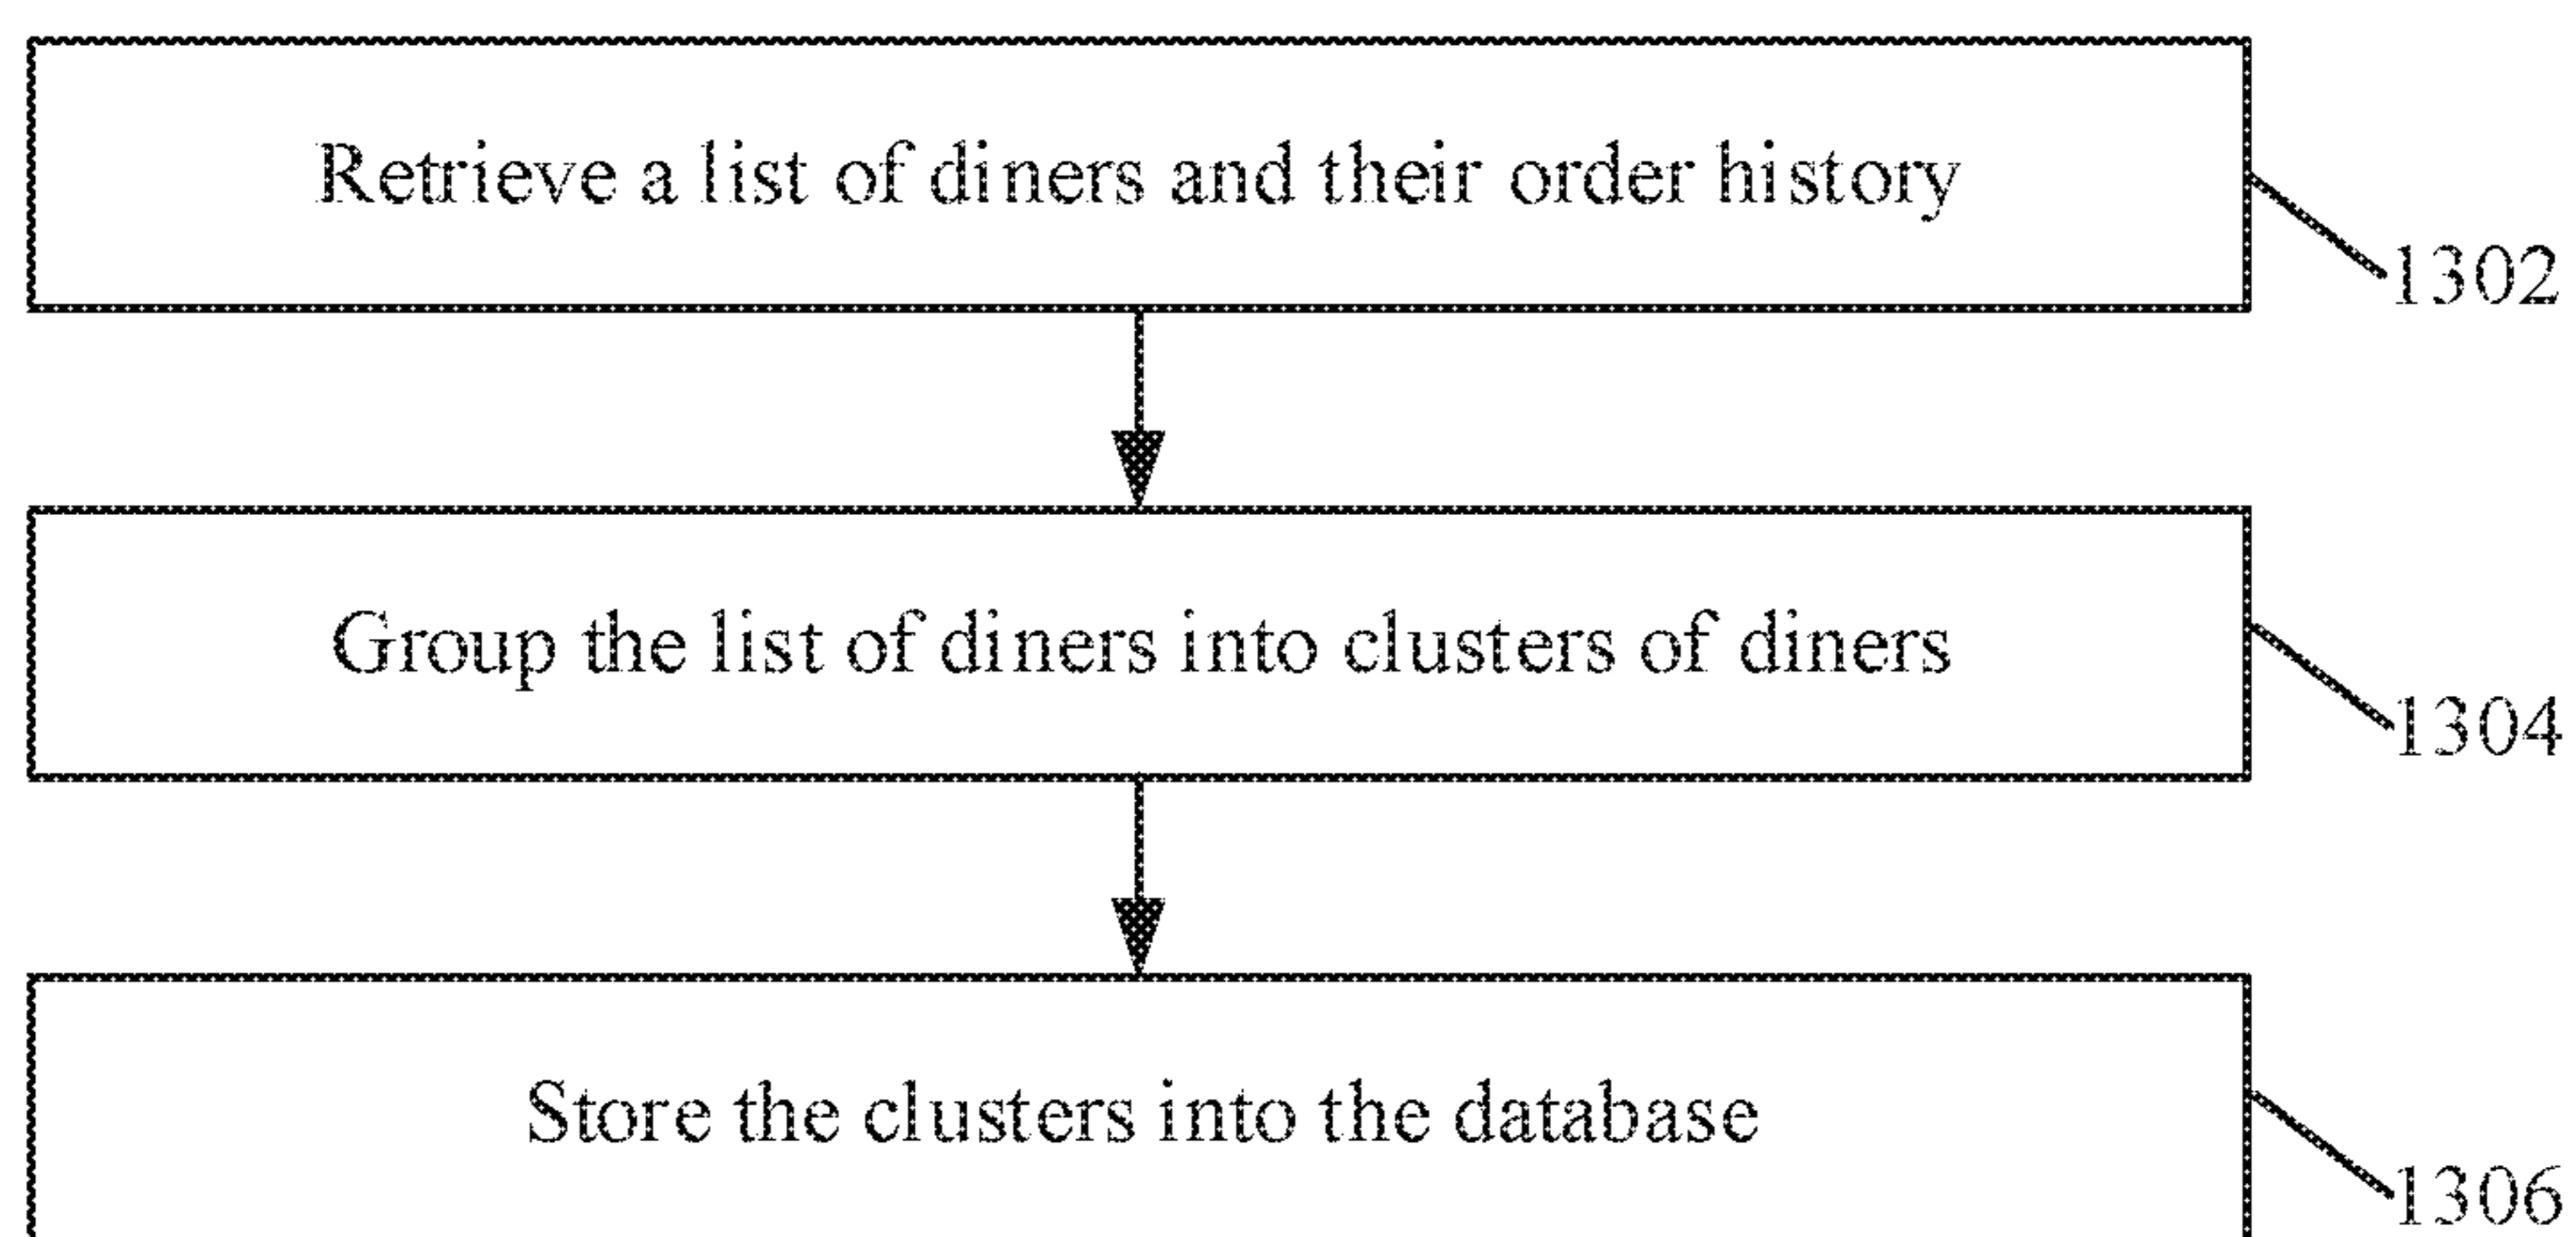 Retrieve a list of diners and their order history
1302
Group the list of diners into clusters of diners
1304
Store the clusters into the database
1306